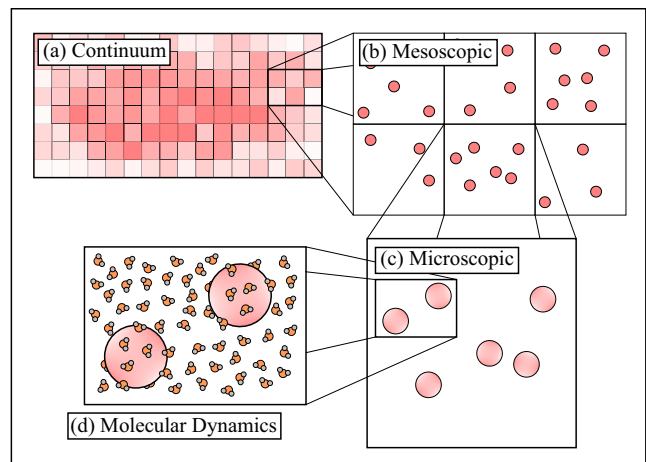 (a) Continuum
(b) Mesoscopic
(c) Microscopic
(d) Molecular Dynamics